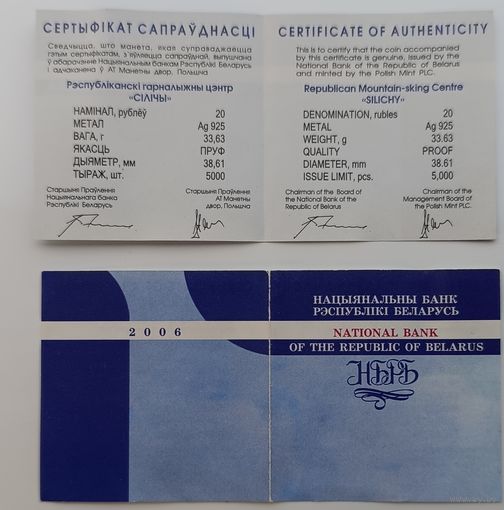 СЕРТЫФІКАТ САПРАЎДНАСЦІ
Сведчыцца, што манета, якая суправаджаецца
гэтым сертыфікатам, з'яўляецца сапраўднай, выпушчана
ў абарачэнне Нацыянальным банкам Рэспублікі Беларусь
і адчаканена ў АТ Манетны двор, Польшча
Рэспубліканскі гарналыжны цэнтр
«СІЛІЧЫ»
НАМІНАЛ, рублёў 20
МЕТАЛ Ag 925
ВАГА, г 33,63
ЯКАСЦЬ ПРУФ
ДЫЯМЕТР, мм 38,61
ТЫРАЖ, шт. 5000
Старшыня Праўлення
Нацыянальнага банка
Рэспублікі Беларусь
Старшыня Праўлення
АТ Манетны
двор, Польшча
CERTIFICATE OF AUTHENTICITY
This is to certify that the coin accompanied
by this certificate is genuine, issued by the
National Bank of the Republic of Belarus
and minted by the Polish Mint PLC.
Republican Mountain-sking Centre
«SILICHY»
DENOMINATION, rubles 20
METAL Ag 925
WEIGHT, g 33.63
QUALITY PROOF
DIAMETER, mm 38.61
ISSUE LIMIT, pcs. 5,000
Chairman of the Board of
the National Bank of the
Republic of Belarus
Chairman of the
Management Board of
the Polish Mint PLC
2006
НАЦЫЯНАЛЬНЫ БАНК
РЭСПУБЛІКІ БЕЛАРУСЬ
NATIONAL BANK
OF THE REPUBLIC OF BELARUS
НБРБ